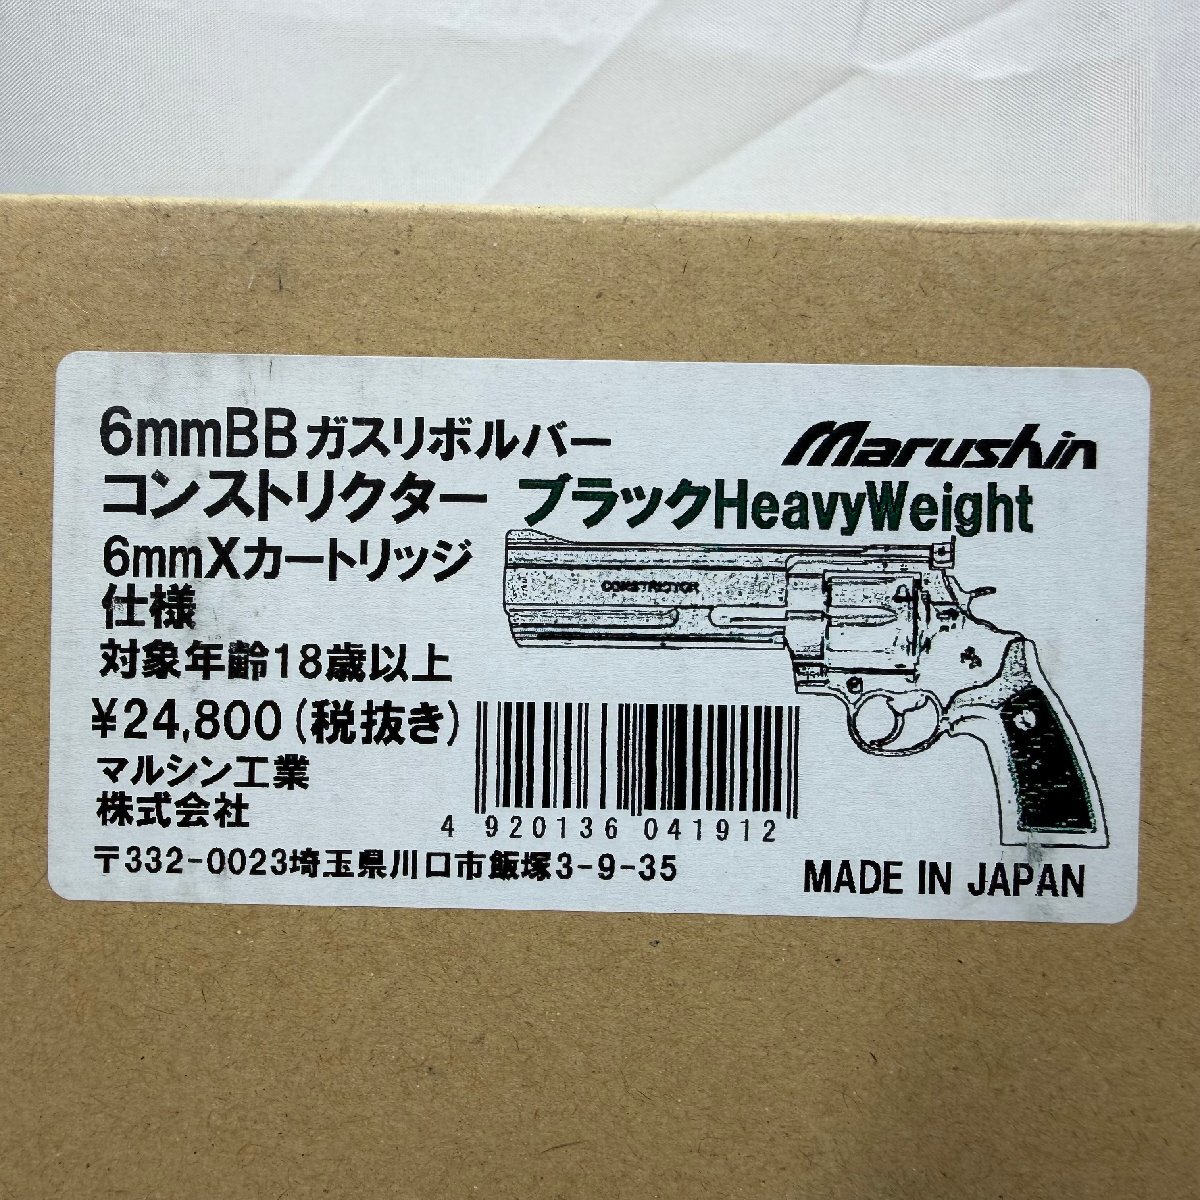 6mmBBガスリボルバー
Marushin
コンストリクター ブラックHeavyWeight
6mmXカートリッジ
仕様
CONSTRICTOR
対象年齢18歳以上
¥24,800(税抜き)
マルシン工業
株式会社
4 920136 041912
〒332-0023埼玉県川口市飯塚3-9-35
MADE IN JAPAN